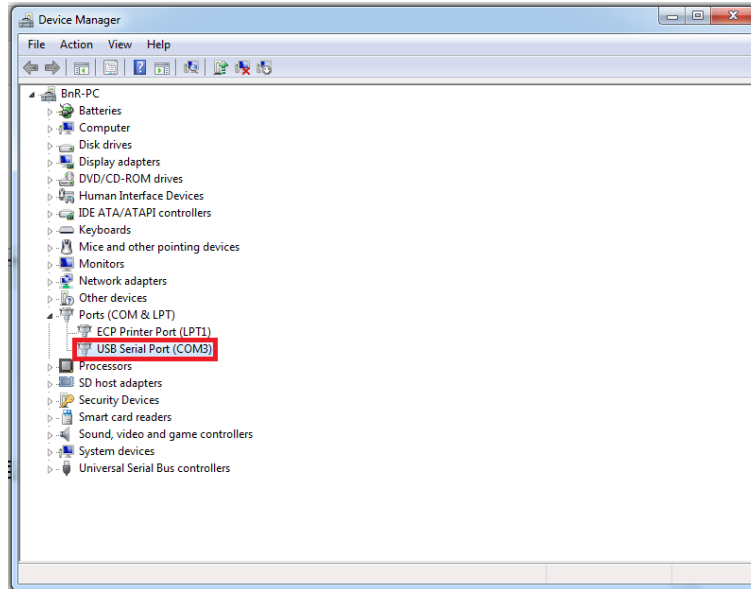 Device Manager
File Action View Help
BnR-PC
Batteries
Computer
Disk drives
Display adapters
DVD/CD-ROM drives
Human Interface Devices
IDE ATA/ATAPI controllers
Keyboards
Mice and other pointing devices
Monitors
Network adapters
Other devices
Ports (COM & LPT)
ECP Printer Port (LPT1)
USB Serial Port (COM3)
Processors
SD host adapters
Security Devices
Smart card readers
Sound, video and game controllers
System devices
Universal Serial Bus controllers